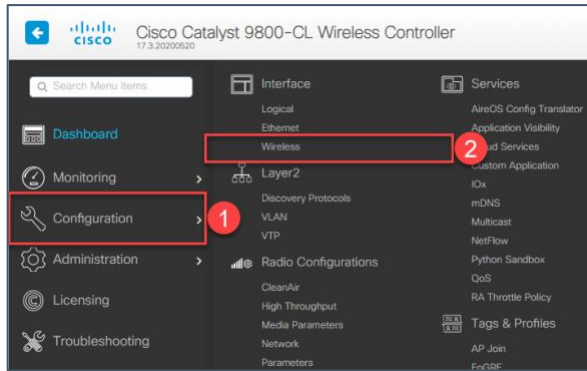 CISCO
Cisco Catalyst 9800-CL Wireless Controller
17.3.20200520
Search Menu Items
Dashboard
Monitoring
Configuration
1
Administration
Licensing
Troubleshooting
Interface
Logical
Ethernet
Wireless
2
Layer2
Discovery Protocols
VLAN
VTP
Radio Configurations
CleanAir
High Throughput
Media Parameters
Network
Parameters
Services
AireOS Config Translator
Application Visibility
Services
Custom Application
IOx
mDNS
Multicast
NetFlow
Python Sandbox
QoS
RA Throttle Policy
Tags & Profiles
AP Join
EoGRE